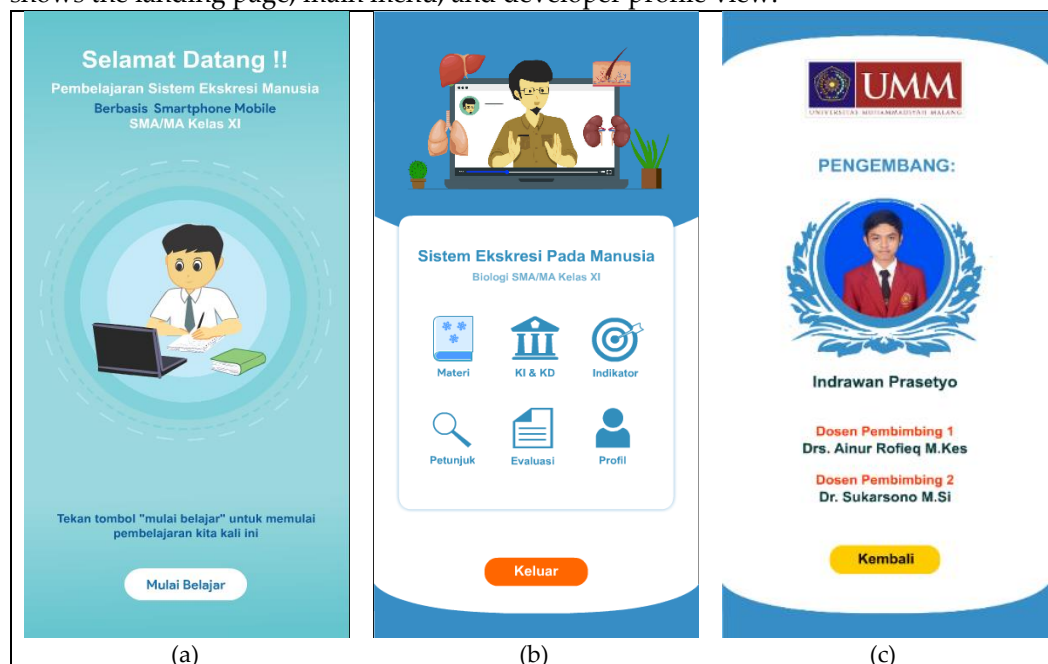 shows the landing page, main menu, and developer profile view.
Selamat Datang !!
Pembelajaran Sistem Ekskresi Manusia
Berbasis Smartphone Mobile
SMA/MA Kelas XI
Tekan tombol "mulai belajar" untuk memulai
pembelajaran kita kali ini
Mulai Belajar
(a)
Sistem Ekskresi Pada Manusia
Biologi SMA/MA Kelas XI
Materi
KI & KD
Indikator
Petunjuk
Evaluasi
Profil
Keluar
(b)
UMM
UNIVERSITAS MUHAMMADIYAH MALANG
PENGEMBANG:
Indrawan Prasetyo
Dosen Pembimbing 1
Drs. Ainur Rofieq M.Kes
Dosen Pembimbing 2
Dr. Sukarsono M.Si
Kembali
(c)